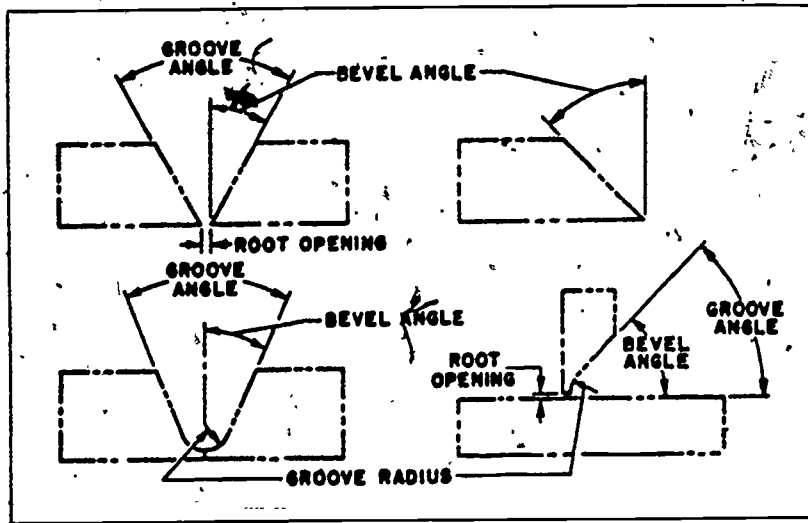 GROOVE
ANGLE
BEVEL ANGLE
ROOT OPENING
GROOVE
ANGLE
BEVEL ANGLE
GROOVE
ANGLE
BEVEL
ANGLE
ROOT
OPENING
GROOVE RADIUS